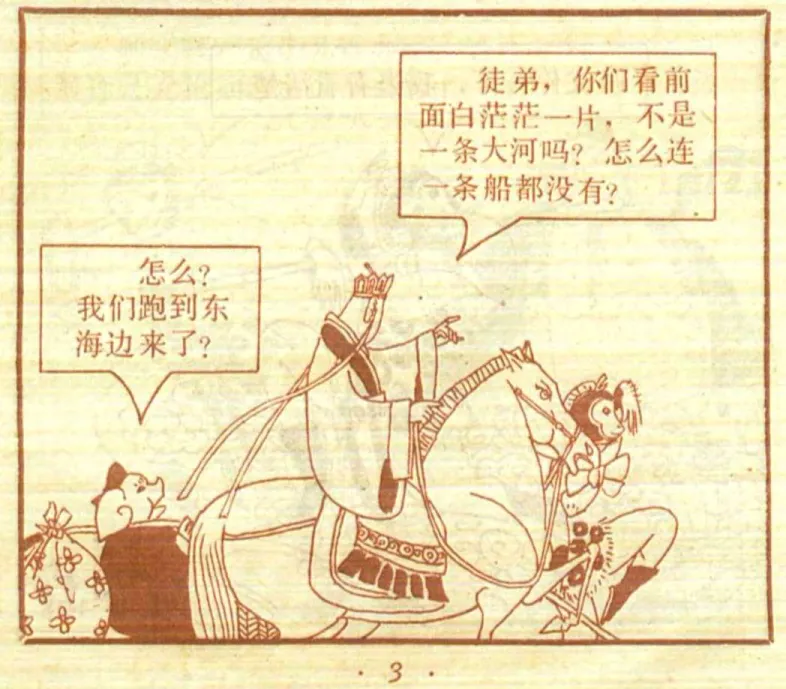 徒弟，你们看前
面白茫茫一片，不是
一条大河吗？怎么连
一条船都没有？
怎么？
我们跑到东
海边来了？
· 3 ·